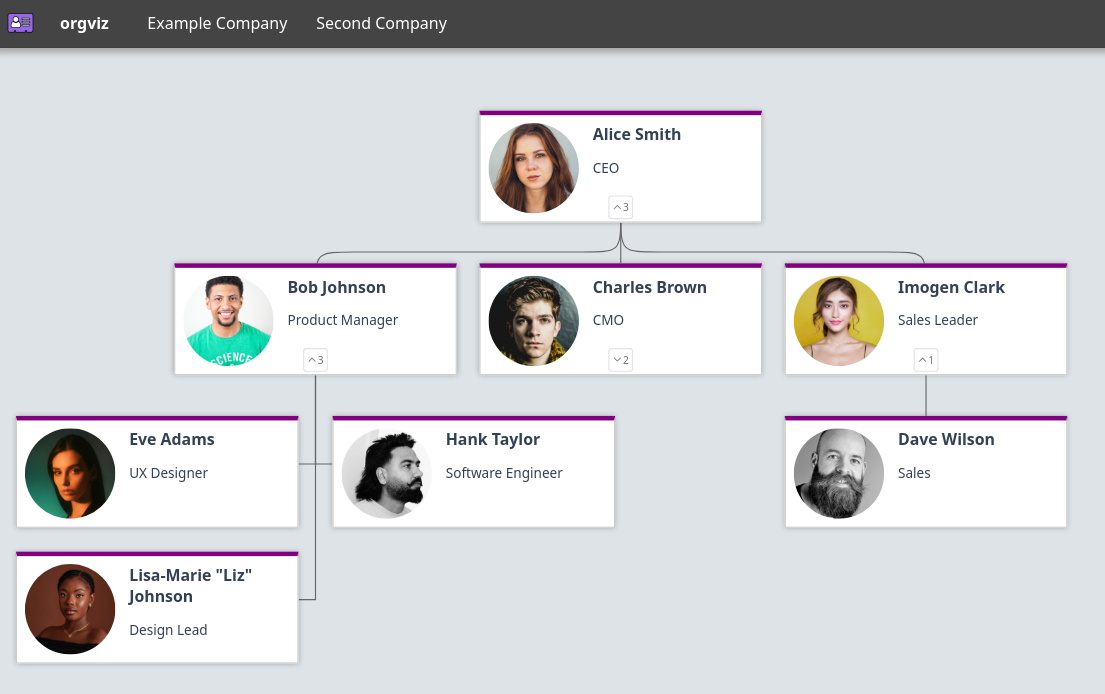 orgviz Example Company Second Company
Alice Smith
CEO
3
Bob Johnson
Product Manager
3
Charles Brown
CMO
2
Imogen Clark
Sales Leader
1
Eve Adams
UX Designer
Hank Taylor
Software Engineer
Dave Wilson
Sales
Lisa-Marie "Liz"
Johnson
Design Lead
SCIENCE